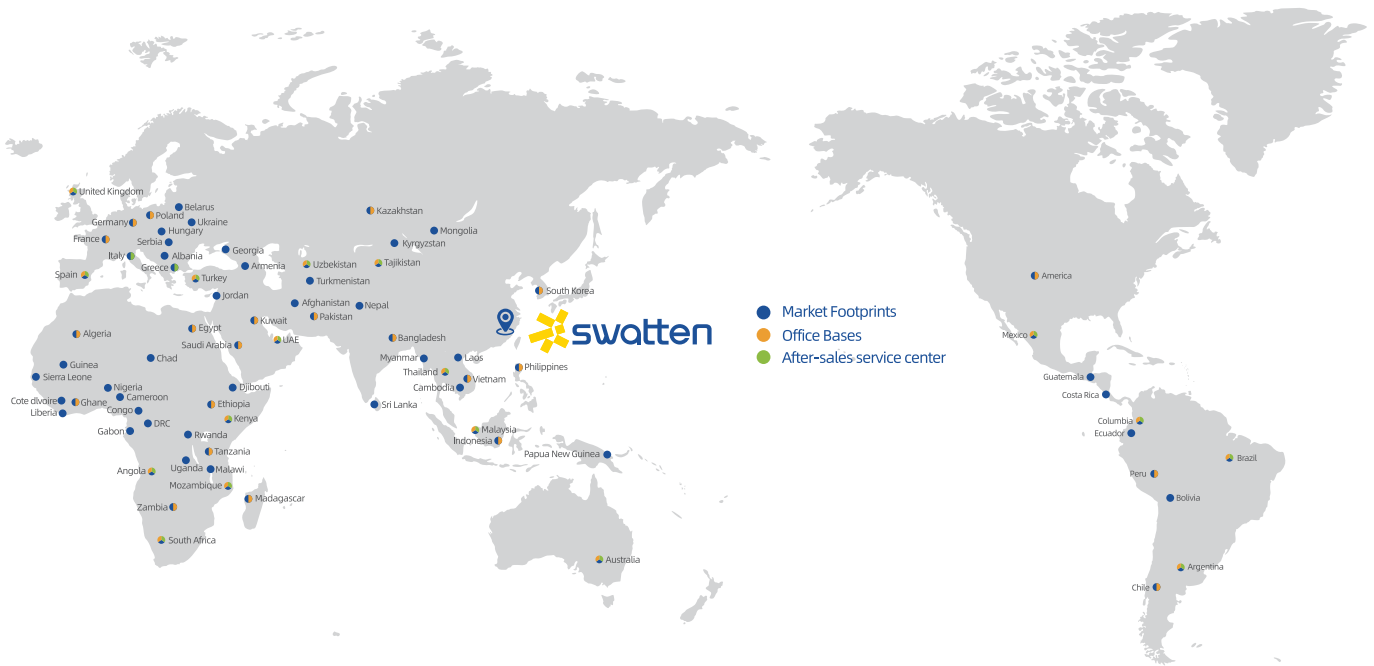 United Kingdom
Belarus
Poland
Germany
Ukraine
Hungary
France
Serbia
Italy
Albania
Georgia
Greece
Armenia
Spain
Turkey
Jordan
Kazakhstan
Mongolia
Kyrgyzstan
Uzbekistan
Tajikistan
Turkmenistan
Afghanistan
Nepal
Pakistan
South Korea
swatten
Kuwait
Algeria
Egypt
Saudi Arabia
UAE
Bangladesh
Chad
Guinea
Myanmar
Laos
Sierra Leone
Thailand
Philippines
Vietnam
Nigeria
Djibouti
Cambodia
Cameroon
Cote dlvoire
Ghane
Ethiopia
Sri Lanka
Liberia
Congo
Kenya
DRC
Gabon
Rwanda
Malaysia
Indonesia
Tanzania
Papua New Guinea
Uganda
Malawi
Angola
Mozambique
Madagascar
Zambia
South Africa
Australia
Market Footprints
Office Bases
After-sales service center
America
Mexico
Guatemala
Costa Rica
Columbia
Ecuador
Brazil
Peru
Bolivia
Argentina
Chile